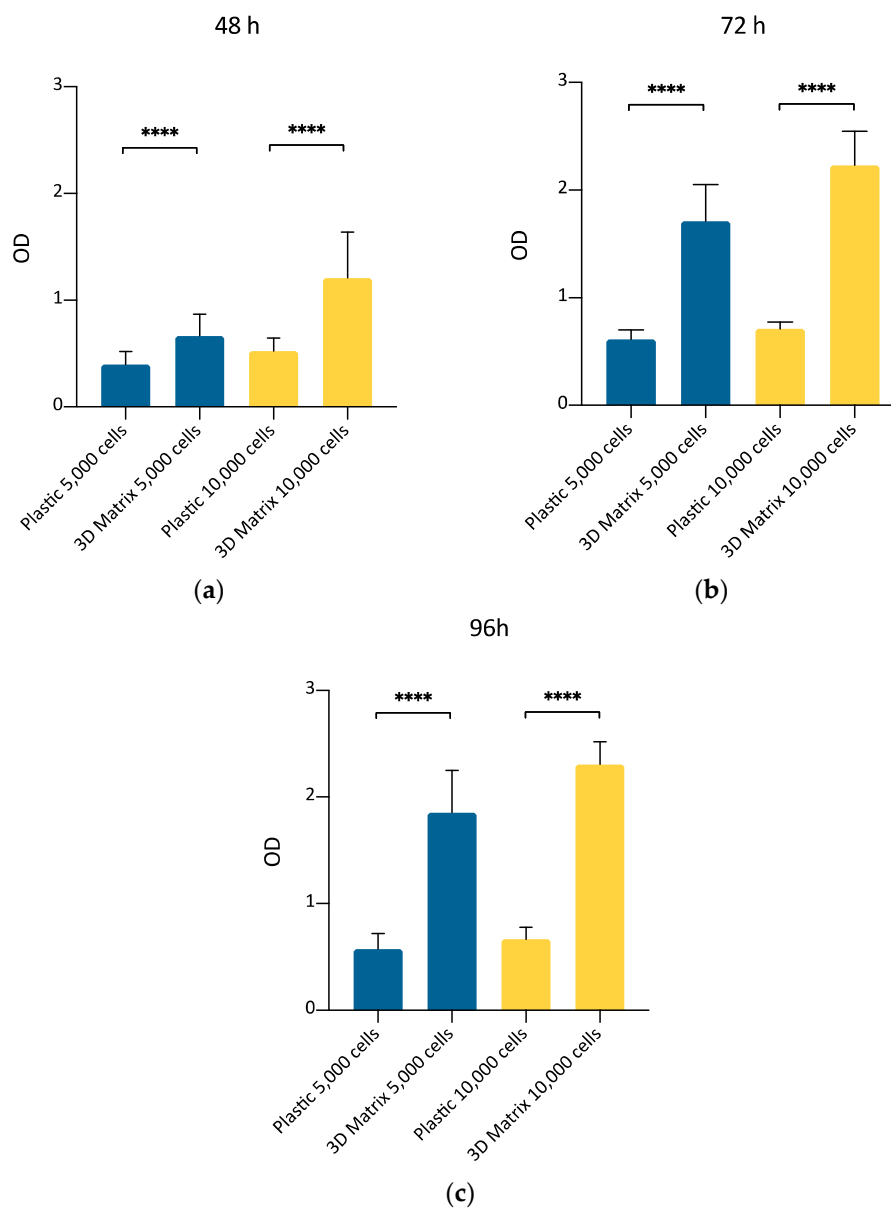 48 h
3
2
1
0
OD
**** ****
Plastic 5,000 cells
3D Matrix 5,000 cells
Plastic 10,000 cells
3D Matrix 10,000 cells
(a)
72 h
3
2
1
0
OD
**** ****
Plastic 5,000 cells
3D Matrix 5,000 cells
Plastic 10,000 cells
3D Matrix 10,000 cells
(b)
96h
3
2
1
0
OD
**** ****
Plastic 5,000 cells
3D Matrix 5,000 cells
Plastic 10,000 cells
3D Matrix 10,000 cells
(c)